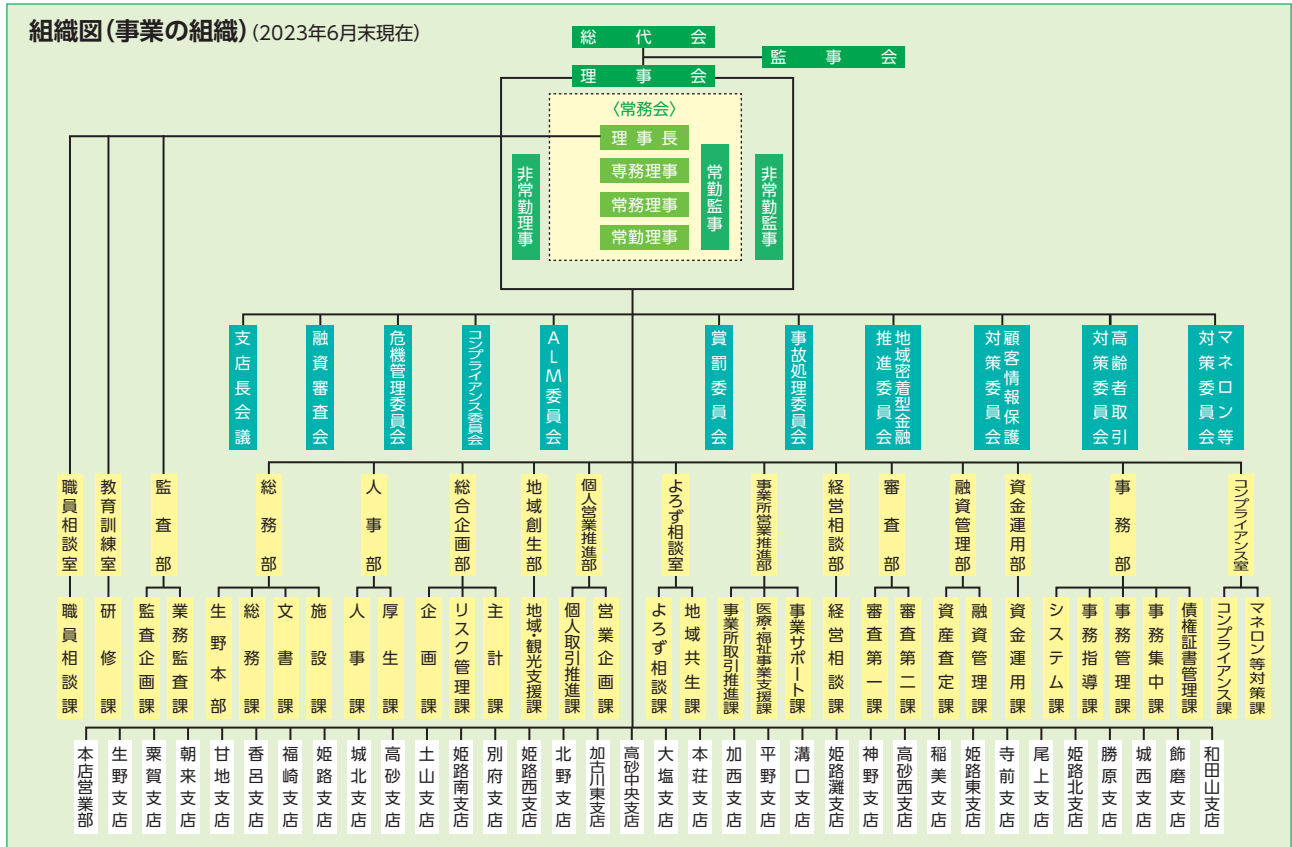 組織図(事業の組織)(2023年6月末現在)
総代会
監事会
理事会
〈常務会〉
理事長
専務理事
常務理事
常勤理事
常勤監事
非常勤理事
非常勤監事
支店長会議
融資審査会
危機管理委員会
コンプライアンス委員会
ALM委員会
賞罰委員会
事故処理委員会
地域密着型金融
推進委員会
顧客情報保護
対策委員会
高齢者取引
対策委員会
マネロン等
対策委員会
職員相談室
教育訓練室
監査部
総務部
人事部
総合企画部
地域創生部
個人営業推進部
よろず相談室
事業所営業推進部
経営相談部
審査部
融資管理部
資金運用部
事務部
コンプライアンス室
職員相談課
研修課
監査企画課
業務監査課
生野本部
総務課
文書課
施設課
人事課
厚生課
企画課
リスク管理課
主計課
地域・観光支援課
個人取引推進課
営業企画課
よろず相談課
地域共生課
事業所取引推進課
医療・福祉事業支援課
事業サポート課
経営相談課
審査第一課
審査第二課
資産査定課
融資管理課
資金運用課
システム課
事務指導課
事務管理課
事務集中課
債権証書管理課
コンプライアンス課
マネロン等対策課
本店営業部
生野支店
粟賀支店
朝来支店
甘地支店
香呂支店
福崎支店
姫路支店
城北支店
高砂支店
土山支店
姫路南支店
別府支店
姫路西支店
北野支店
加古川東支店
高砂中央支店
大塩支店
本荘支店
加西支店
平野支店
溝口支店
姫路灘支店
神野支店
高砂西支店
稲美支店
姫路東支店
寺前支店
尾上支店
姫路北支店
勝原支店
城西支店
飾磨支店
和田山支店